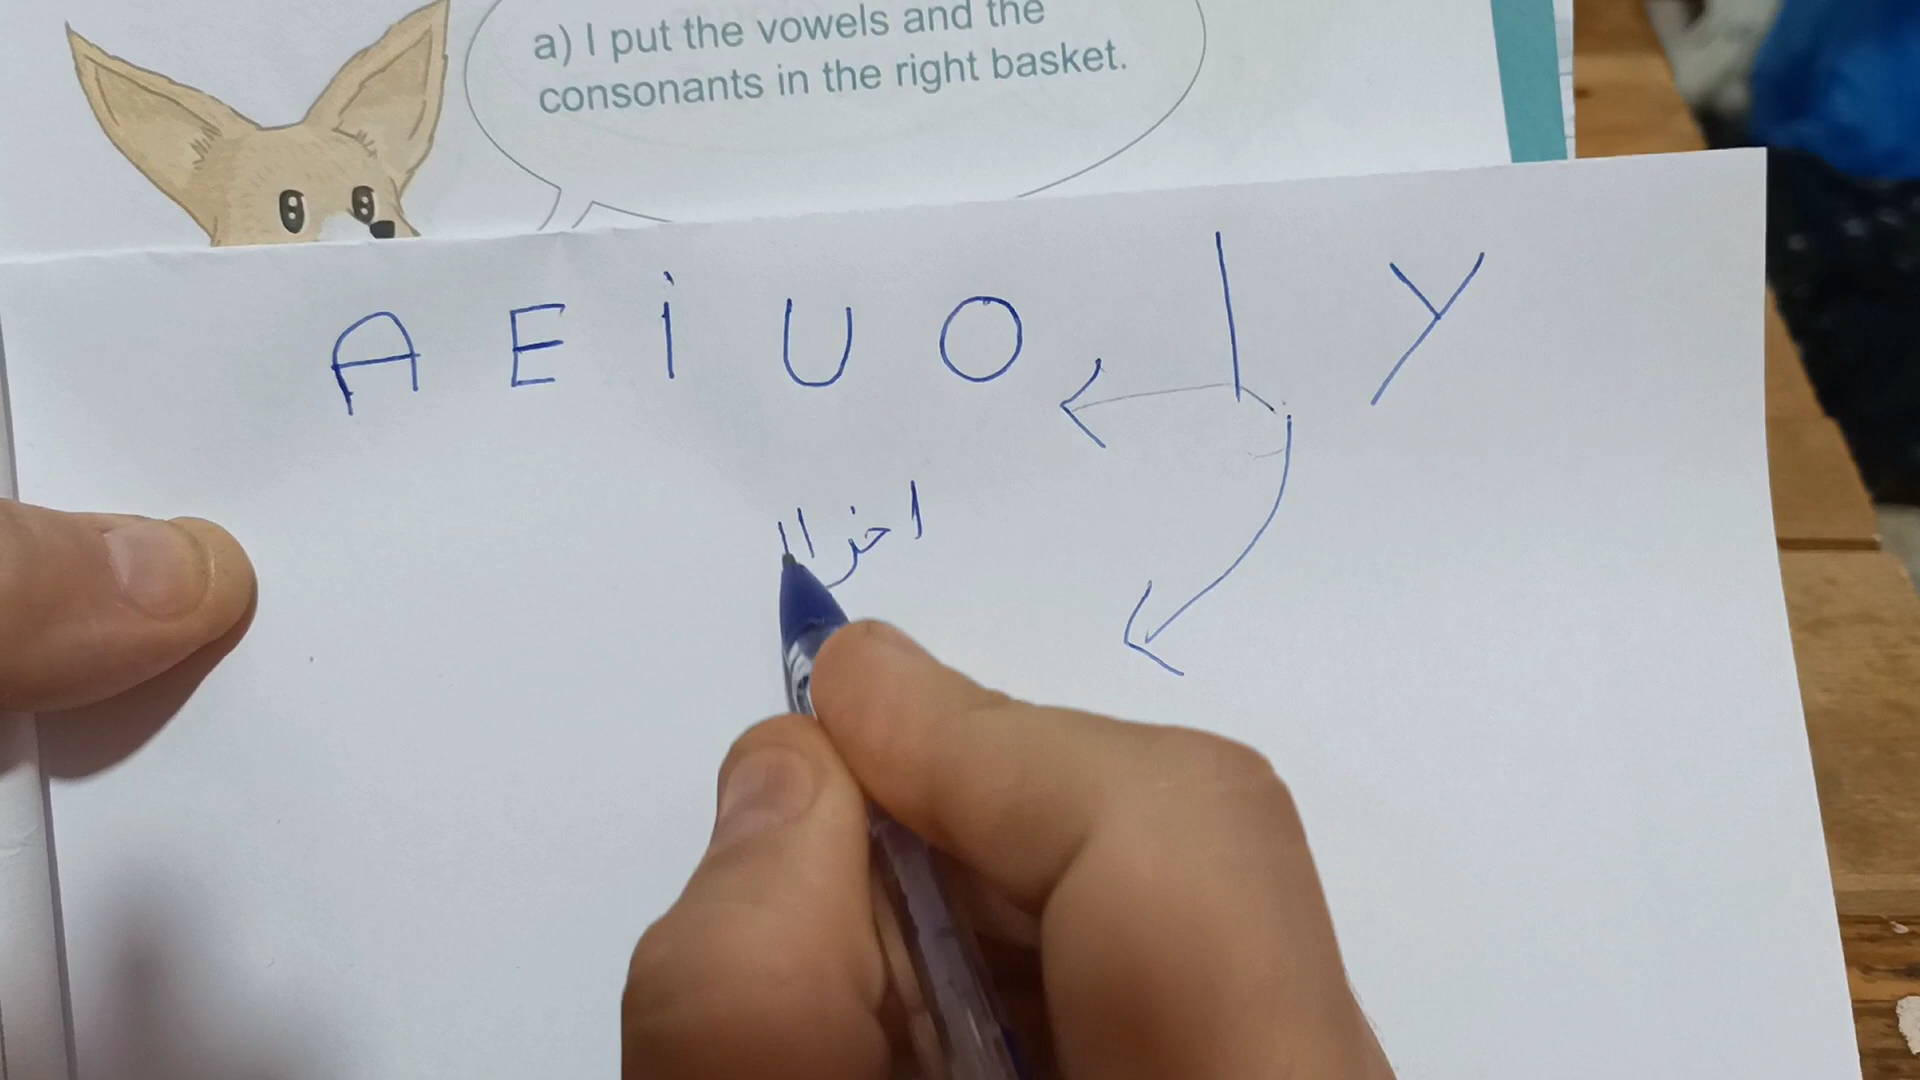 a) I put the vowels and the
consonants in the right basket.
A E i U O | y